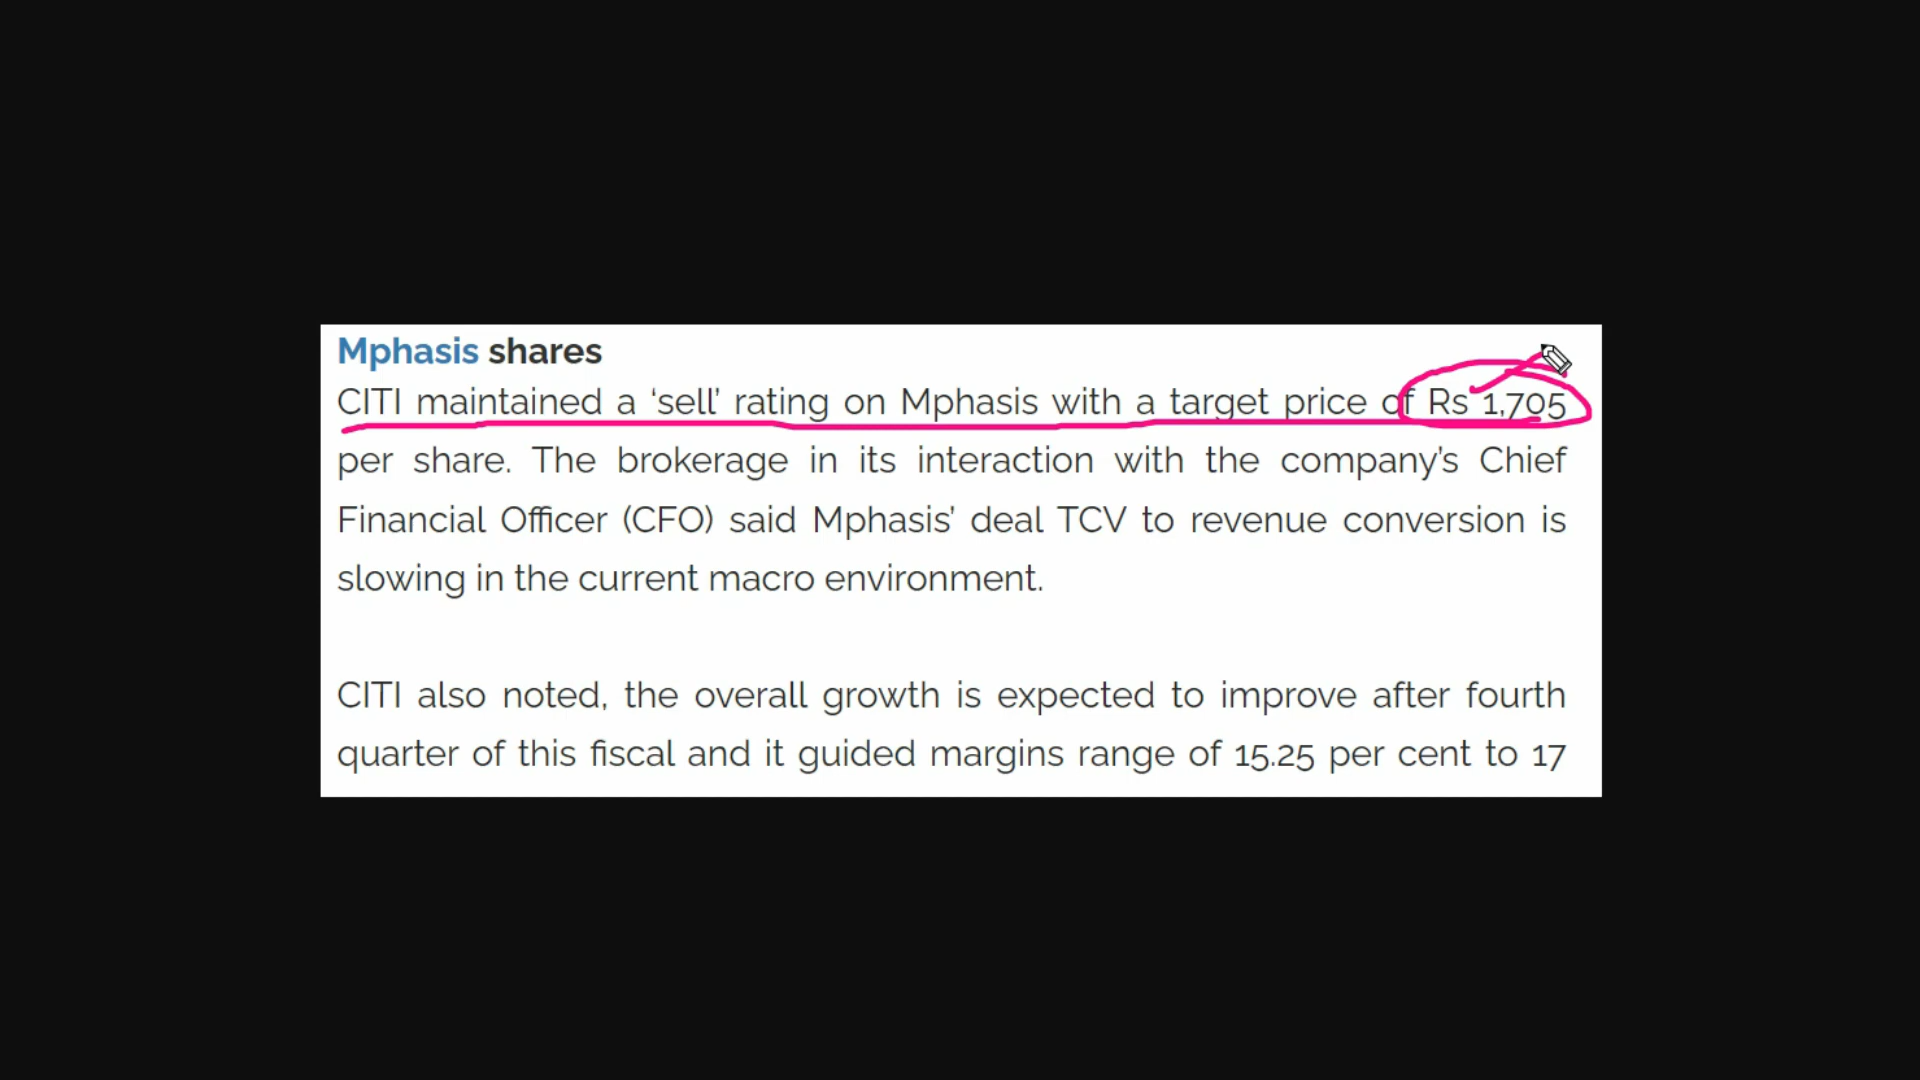 Mphasis shares
CITI maintained a ‘sell’ rating on Mphasis with a target price of Rs 1,705
per share. The brokerage in its interaction with the company’s Chief
Financial Officer (CFO) said Mphasis’ deal TCV to revenue conversion is
slowing in the current macro environment.
CITI also noted, the overall growth is expected to improve after fourth
quarter of this fiscal and it guided margins range of 15.25 per cent to 17